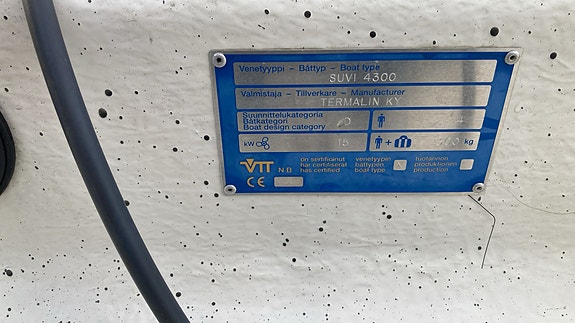 Venetyyppi – Båttyp – Boat type
SUVI 4300
Valmistaja – Tillverkare – Manufacturer
TERMALIN KY
Suunnittelukategoria
Båtkategori
Boat design category
D
kW 15 + kg
VTT N.B
on sertifioinut
har certifierat
has certified
venetyypin
båttypen
boat type
X
tuotannon
produktionen
production
CE